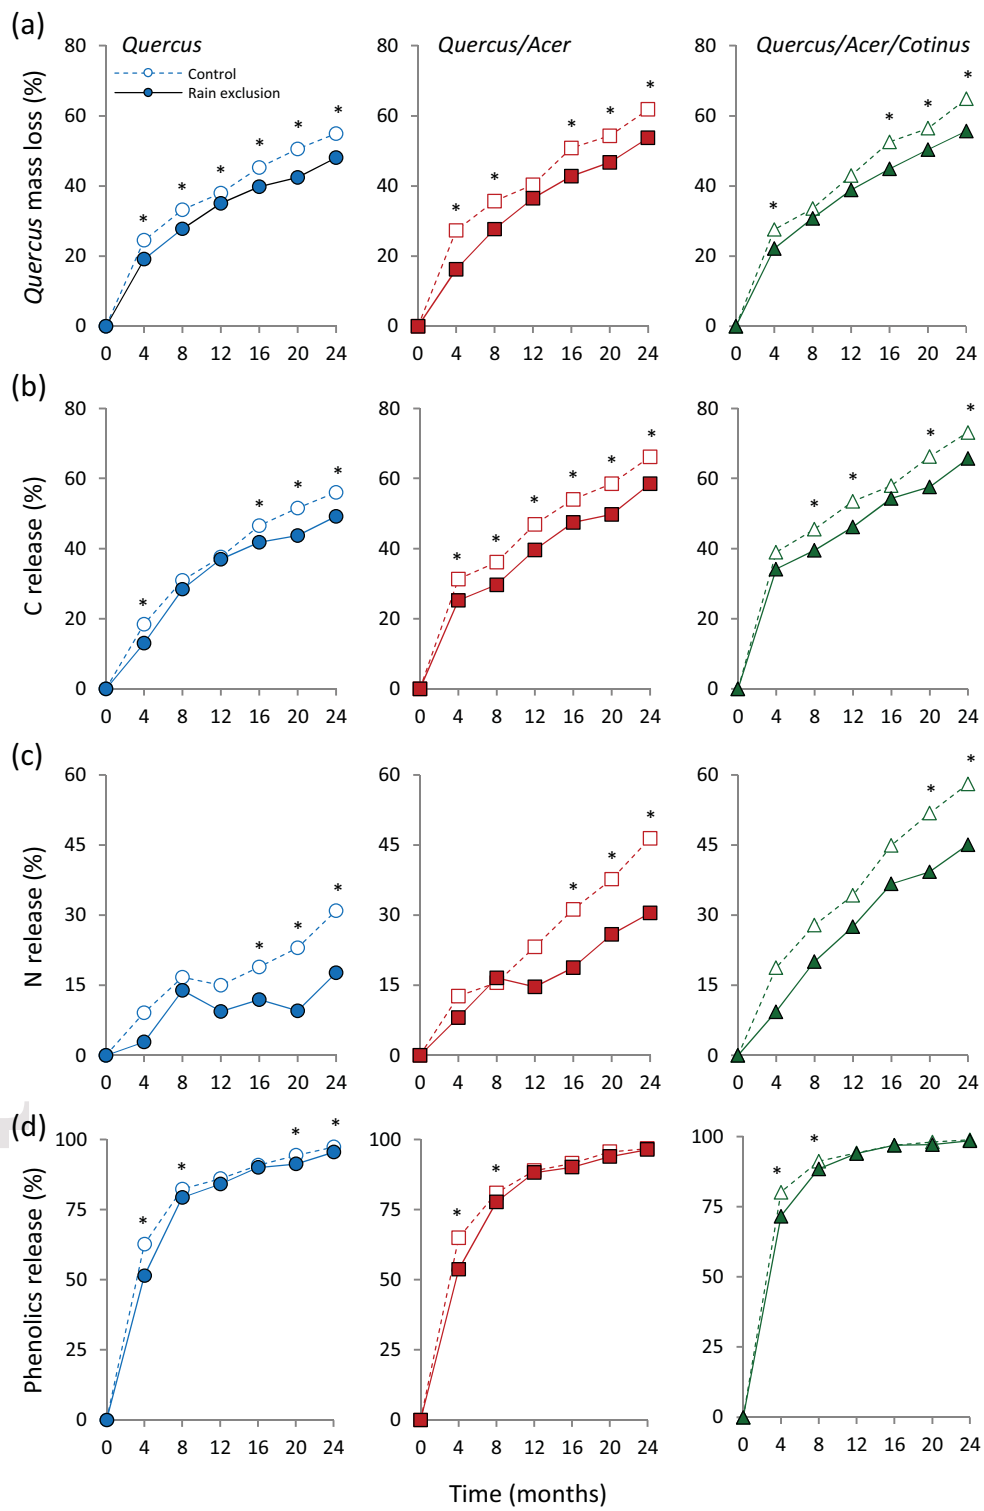 (a)
Quercus
Quercus/Acer
Quercus/Acer/Cotinus
Control
Rain exclusion
Quercus mass loss (%)
80
60
40
20
0
0 4 8 12 16 20 24
* * * * * *
80
60
40
20
0
0 4 8 12 16 20 24
* * * * *
80
60
40
20
0
0 4 8 12 16 20 24
* * * *
(b)
C release (%)
80
60
40
20
0
0 4 8 12 16 20 24
* * * *
80
60
40
20
0
0 4 8 12 16 20 24
* * * * * *
80
60
40
20
0
0 4 8 12 16 20 24
* * * *
(c)
N release (%)
60
45
30
15
0
0 4 8 12 16 20 24
* * *
60
45
30
15
0
0 4 8 12 16 20 24
* * *
60
45
30
15
0
0 4 8 12 16 20 24
* *
(d)
Phenolics release (%)
100
75
50
25
0
0 4 8 12 16 20 24
* * * *
100
75
50
25
0
0 4 8 12 16 20 24
* *
100
75
50
25
0
0 4 8 12 16 20 24
* *
Time (months)